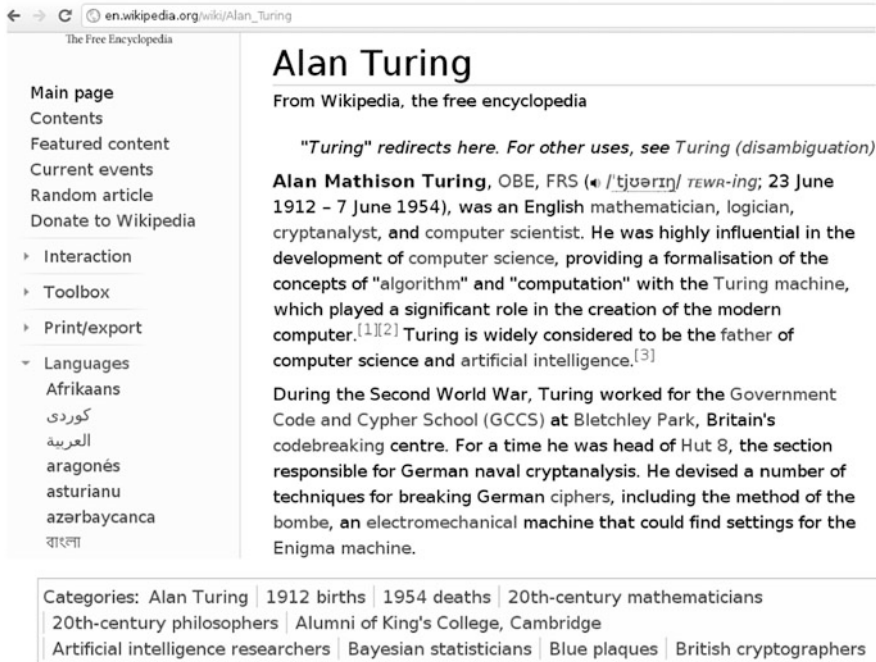 en.wikipedia.org/wiki/Alan_Turing
The Free Encyclopedia
Main page
Contents
Featured content
Current events
Random article
Donate to Wikipedia
Interaction
Toolbox
Print/export
Languages
Afrikaans
کوردی
العربية
aragonés
asturianu
azərbaycanca
বাংলা
Alan Turing
From Wikipedia, the free encyclopedia
"Turing" redirects here. For other uses, see Turing (disambiguation)
Alan Mathison Turing, OBE, FRS (/ˈtjʊərɪŋ/ TEWR-ing; 23 June
1912 – 7 June 1954), was an English mathematician, logician,
cryptanalyst, and computer scientist. He was highly influential in the
development of computer science, providing a formalisation of the
concepts of "algorithm" and "computation" with the Turing machine,
which played a significant role in the creation of the modern
computer.[1][2] Turing is widely considered to be the father of
computer science and artificial intelligence.[3]
During the Second World War, Turing worked for the Government
Code and Cypher School (GCCS) at Bletchley Park, Britain's
codebreaking centre. For a time he was head of Hut 8, the section
responsible for German naval cryptanalysis. He devised a number of
techniques for breaking German ciphers, including the method of the
bombe, an electromechanical machine that could find settings for the
Enigma machine.
Categories: Alan Turing | 1912 births | 1954 deaths | 20th-century mathematicians
20th-century philosophers | Alumni of King's College, Cambridge
Artificial intelligence researchers | Bayesian statisticians | Blue plaques | British cryptographers